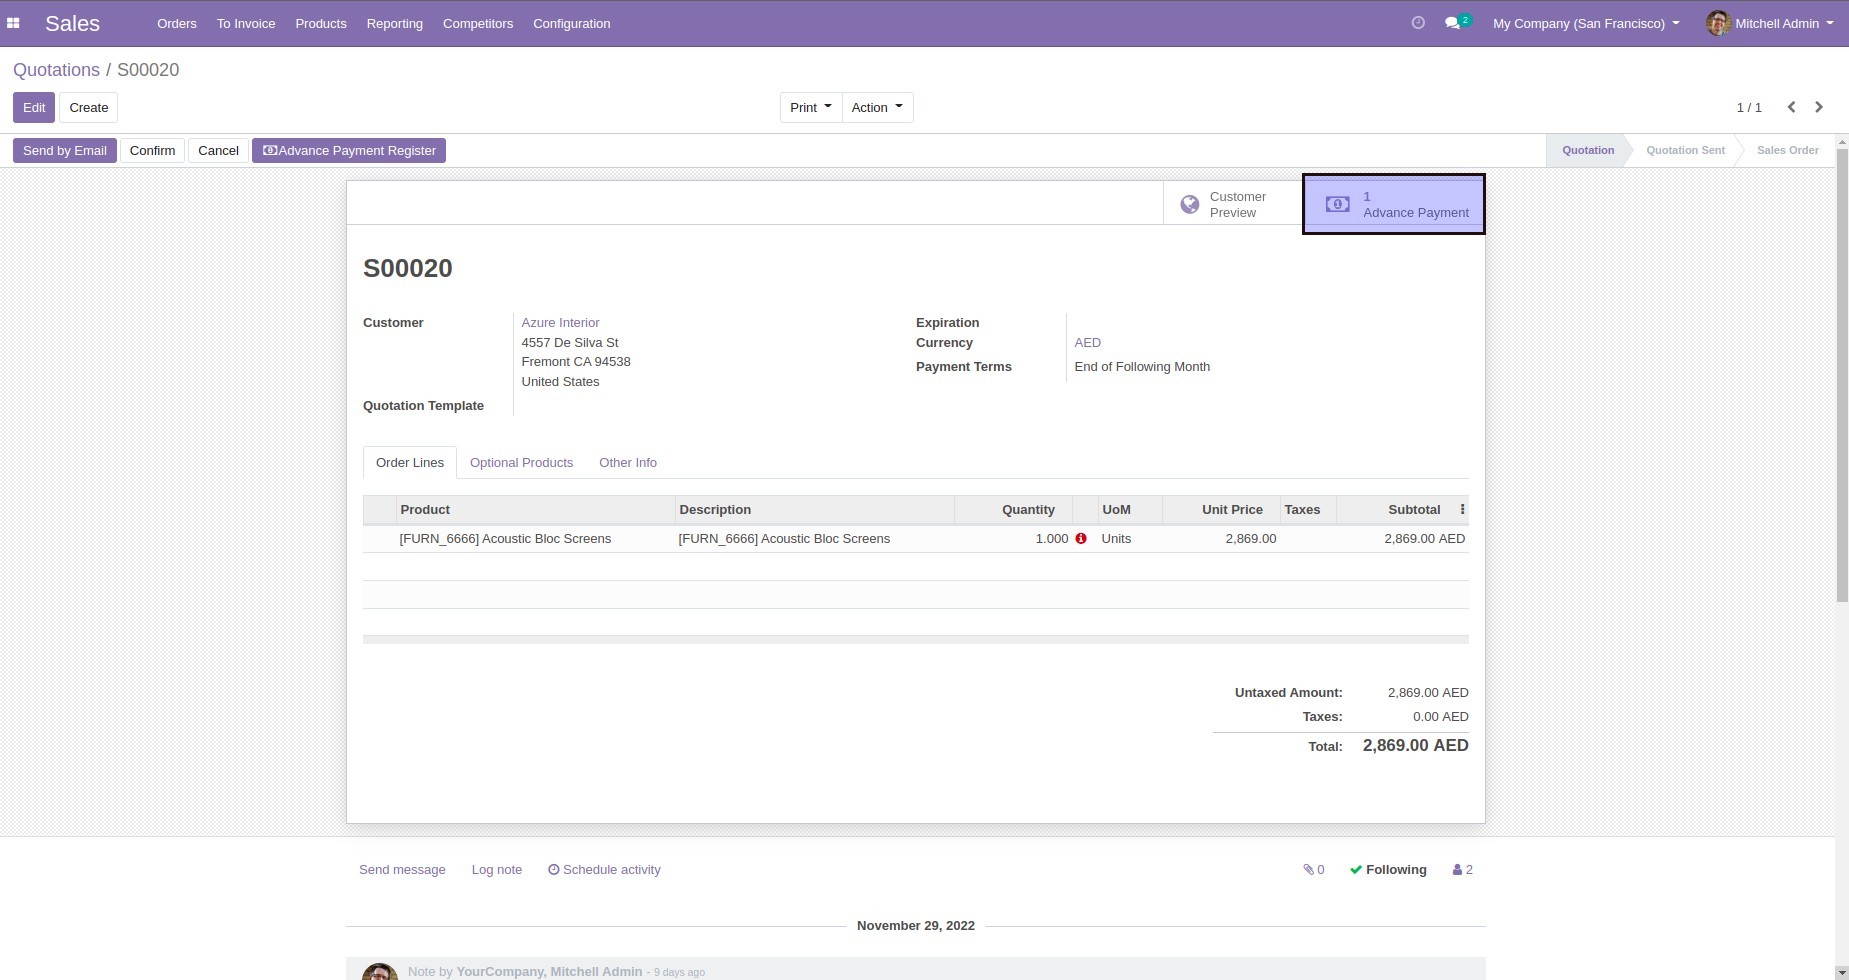 Sales Orders To Invoice Products Reporting Competitors Configuration 2 My Company (San Francisco) Mitchell Admin
Quotations / S00020
Edit Create Print Action 1 / 1
Send by Email Confirm Cancel Advance Payment Register Quotation Quotation Sent Sales Order
Customer Preview
1 Advance Payment
S00020
Customer Azure Interior
4557 De Silva St
Fremont CA 94538
United States
Quotation Template
Expiration
Currency AED
Payment Terms End of Following Month
Order Lines Optional Products Other Info
Product Description Quantity UoM Unit Price Taxes Subtotal
[FURN_6666] Acoustic Bloc Screens [FURN_6666] Acoustic Bloc Screens 1.000 Units 2,869.00 2,869.00 AED
Untaxed Amount: 2,869.00 AED
Taxes: 0.00 AED
Total: 2,869.00 AED
Send message Log note Schedule activity 0 Following 2
November 29, 2022
Note by YourCompany, Mitchell Admin - 9 days ago